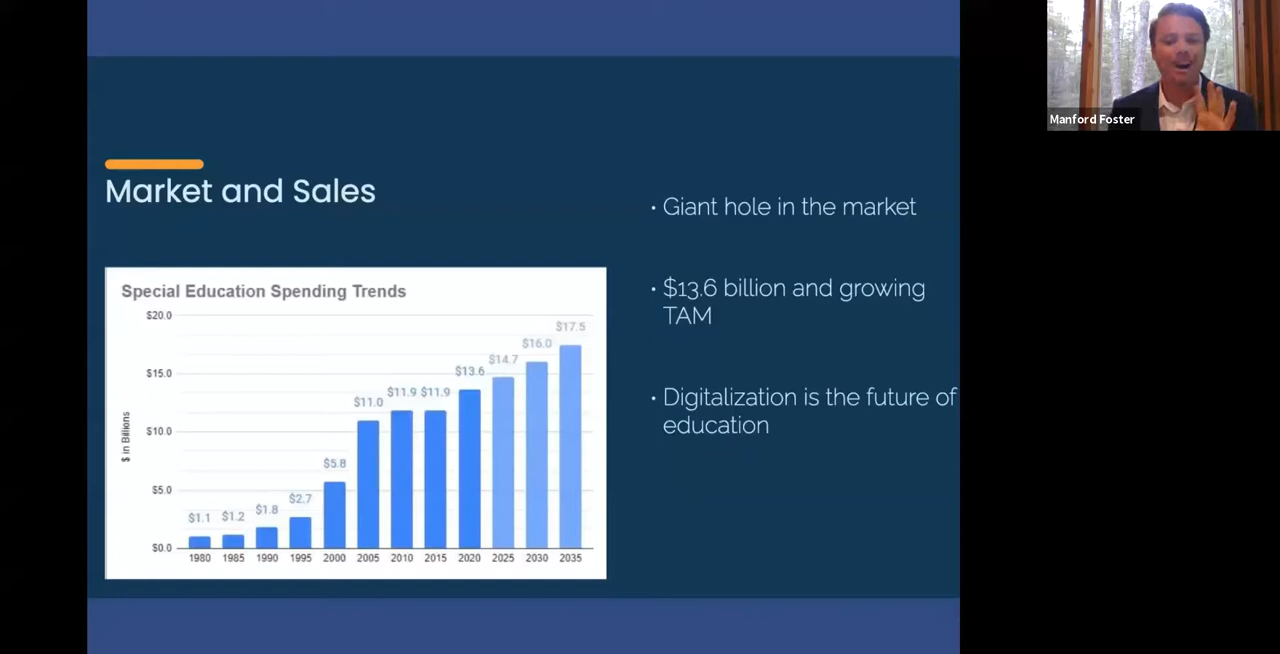 Manford Foster
Market and Sales
Special Education Spending Trends
$ in Billions
$20.0
$15.0
$10.0
$5.0
$0.0
$1.1 $1.2 $1.8 $2.7 $5.8 $11.0 $11.9 $11.9 $13.6 $14.7 $16.0 $17.5
1980 1985 1990 1995 2000 2005 2010 2015 2020 2025 2030 2035
• Giant hole in the market
• $13.6 billion and growing
TAM
• Digitalization is the future of
education